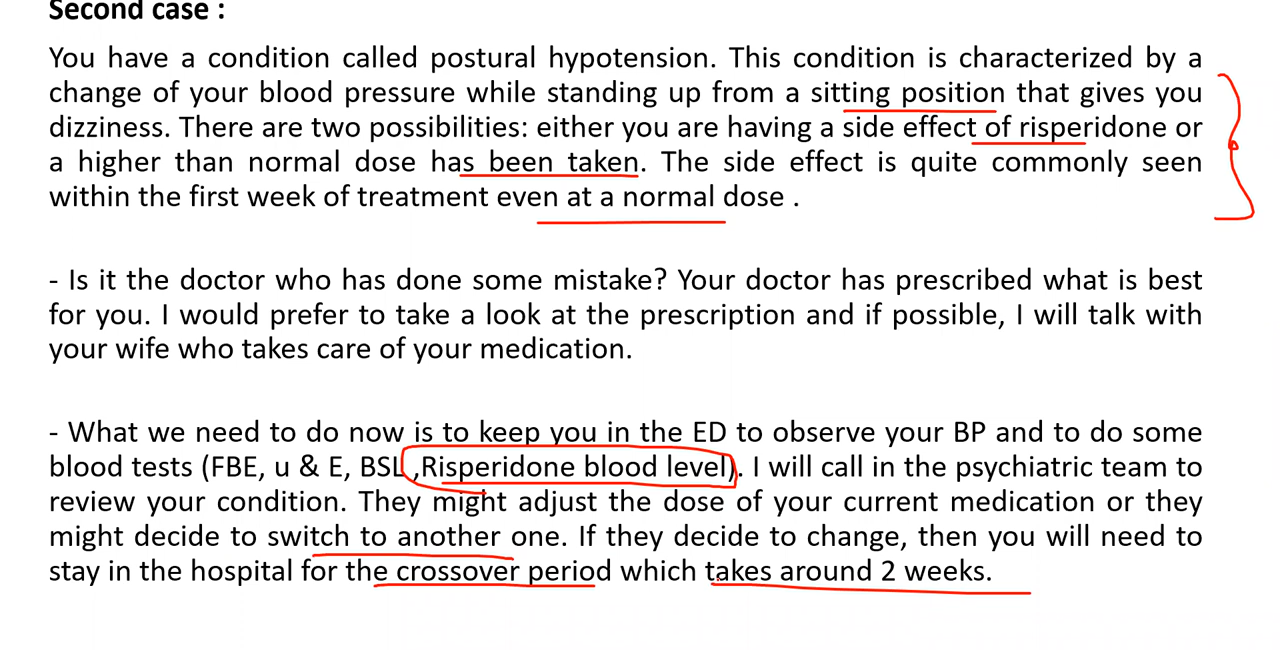 Second case :
You have a condition called postural hypotension. This condition is characterized by a
change of your blood pressure while standing up from a sitting position that gives you
dizziness. There are two possibilities: either you are having a side effect of risperidone or
a higher than normal dose has been taken. The side effect is quite commonly seen
within the first week of treatment even at a normal dose .
- Is it the doctor who has done some mistake? Your doctor has prescribed what is best
for you. I would prefer to take a look at the prescription and if possible, I will talk with
your wife who takes care of your medication.
- What we need to do now is to keep you in the ED to observe your BP and to do some
blood tests (FBE, u & E, BSL ,Risperidone blood level). I will call in the psychiatric team to
review your condition. They might adjust the dose of your current medication or they
might decide to switch to another one. If they decide to change, then you will need to
stay in the hospital for the crossover period which takes around 2 weeks.